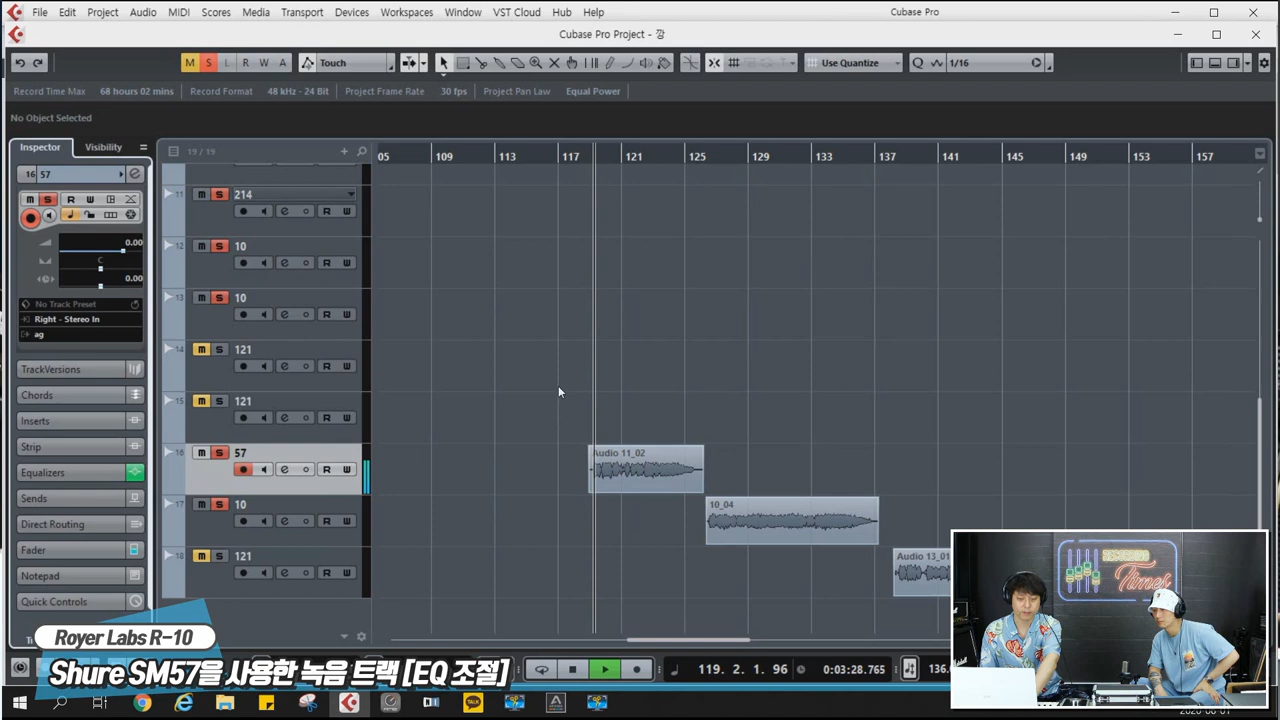 File Edit Project Audio MIDI Scores Media Transport Devices Workspaces Window VST Cloud Hub Help Cubase Pro
Cubase Pro Project - 깡
M S L R W A Touch Use Quantize Q 1/16
Record Time Max 68 hours 02 mins Record Format 48 kHz - 24 Bit Project Frame Rate 30 fps Project Pan Law Equal Power
No Object Selected
Inspector Visibility 19 / 19
05 109 113 117 121 125 129 133 137 141 145 149 153 157
16 57
m S R W
0.00
C
0.00
No Track Preset
Right - Stereo In
ag
TrackVersions
Chords
Inserts
Strip
Equalizers
Sends
Direct Routing
Fader
Notepad
Quick Controls
11 m S 214
e R W
12 m S 10
e R W
13 m S 10
e R W
14 m S 121
e R W
15 m S 121
e R W
16 m S 57
e R W
17 m S 10
e R W
18 m S 121
e R W
Audio 11_02
10_04
Audio 13_01
RECORDING
Times
Royer Labs R-10
Shure SM57을 사용한 녹음 트랙 [EQ 조절]
119. 2. 1. 96 0:03:28.765 136.0
TALK